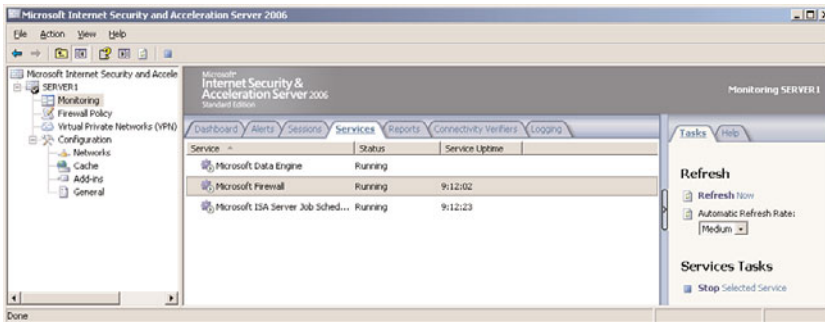 Microsoft Internet Security and Acceleration Server 2006
File Action View Help
Microsoft Internet Security and Accele
SERVER1
Monitoring
Firewall Policy
Virtual Private Networks (VPN)
Configuration
Networks
Cache
Add-ins
General
Microsoft
Internet Security &
Acceleration Server 2006
Standard Edition
Monitoring SERVER1
Dashboard Alerts Sessions Services Reports Connectivity Verifiers Logging
Service Status Service Uptime
Microsoft Data Engine Running
Microsoft Firewall Running 9:12:02
Microsoft ISA Server Job Sched... Running 9:12:23
Tasks Help
Refresh
Refresh Now
Automatic Refresh Rate:
Medium
Services Tasks
Stop Selected Service
Done